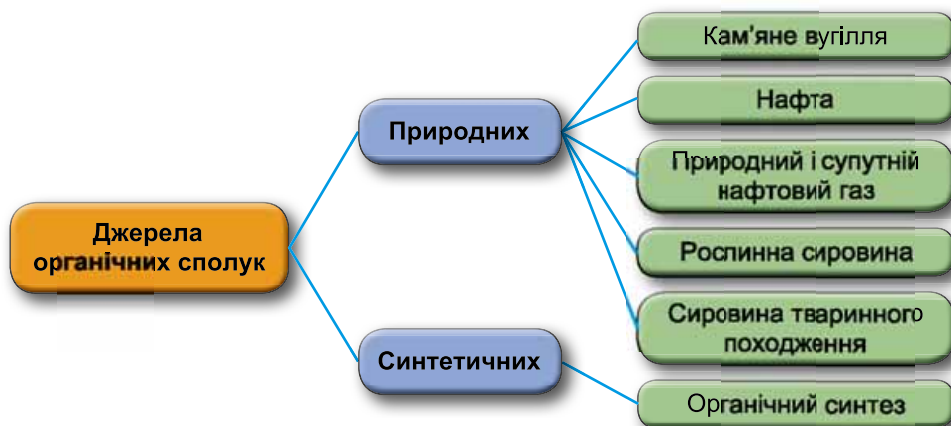 Джерела
органічних сполук
Природних
Синтетичних
Кам'яне вугілля
Нафта
Природний і супутній
нафтовий газ
Рослинна сировина
Сировина тваринного
походження
Органічний синтез